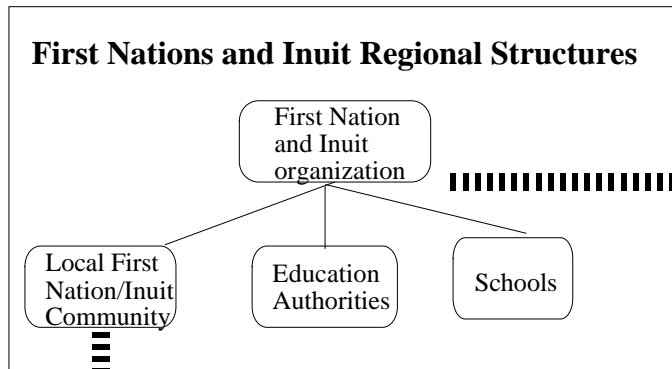 First Nations and Inuit Regional Structures
First Nation
and Inuit
organization
Local First
Nation/Inuit
Community
Education
Authorities
Schools